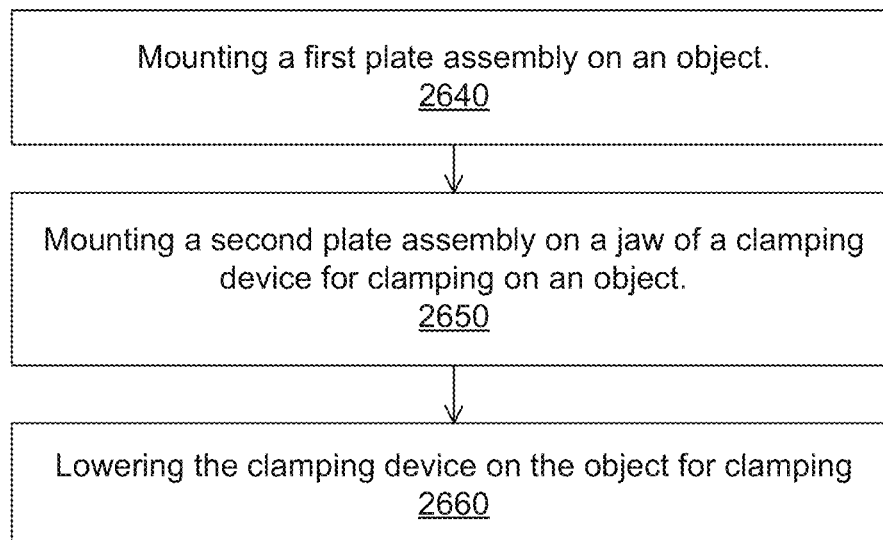 Mounting a first plate assembly on an object.
2640
Mounting a second plate assembly on a jaw of a clamping
device for clamping on an object.
2650
Lowering the clamping device on the object for clamping
2660